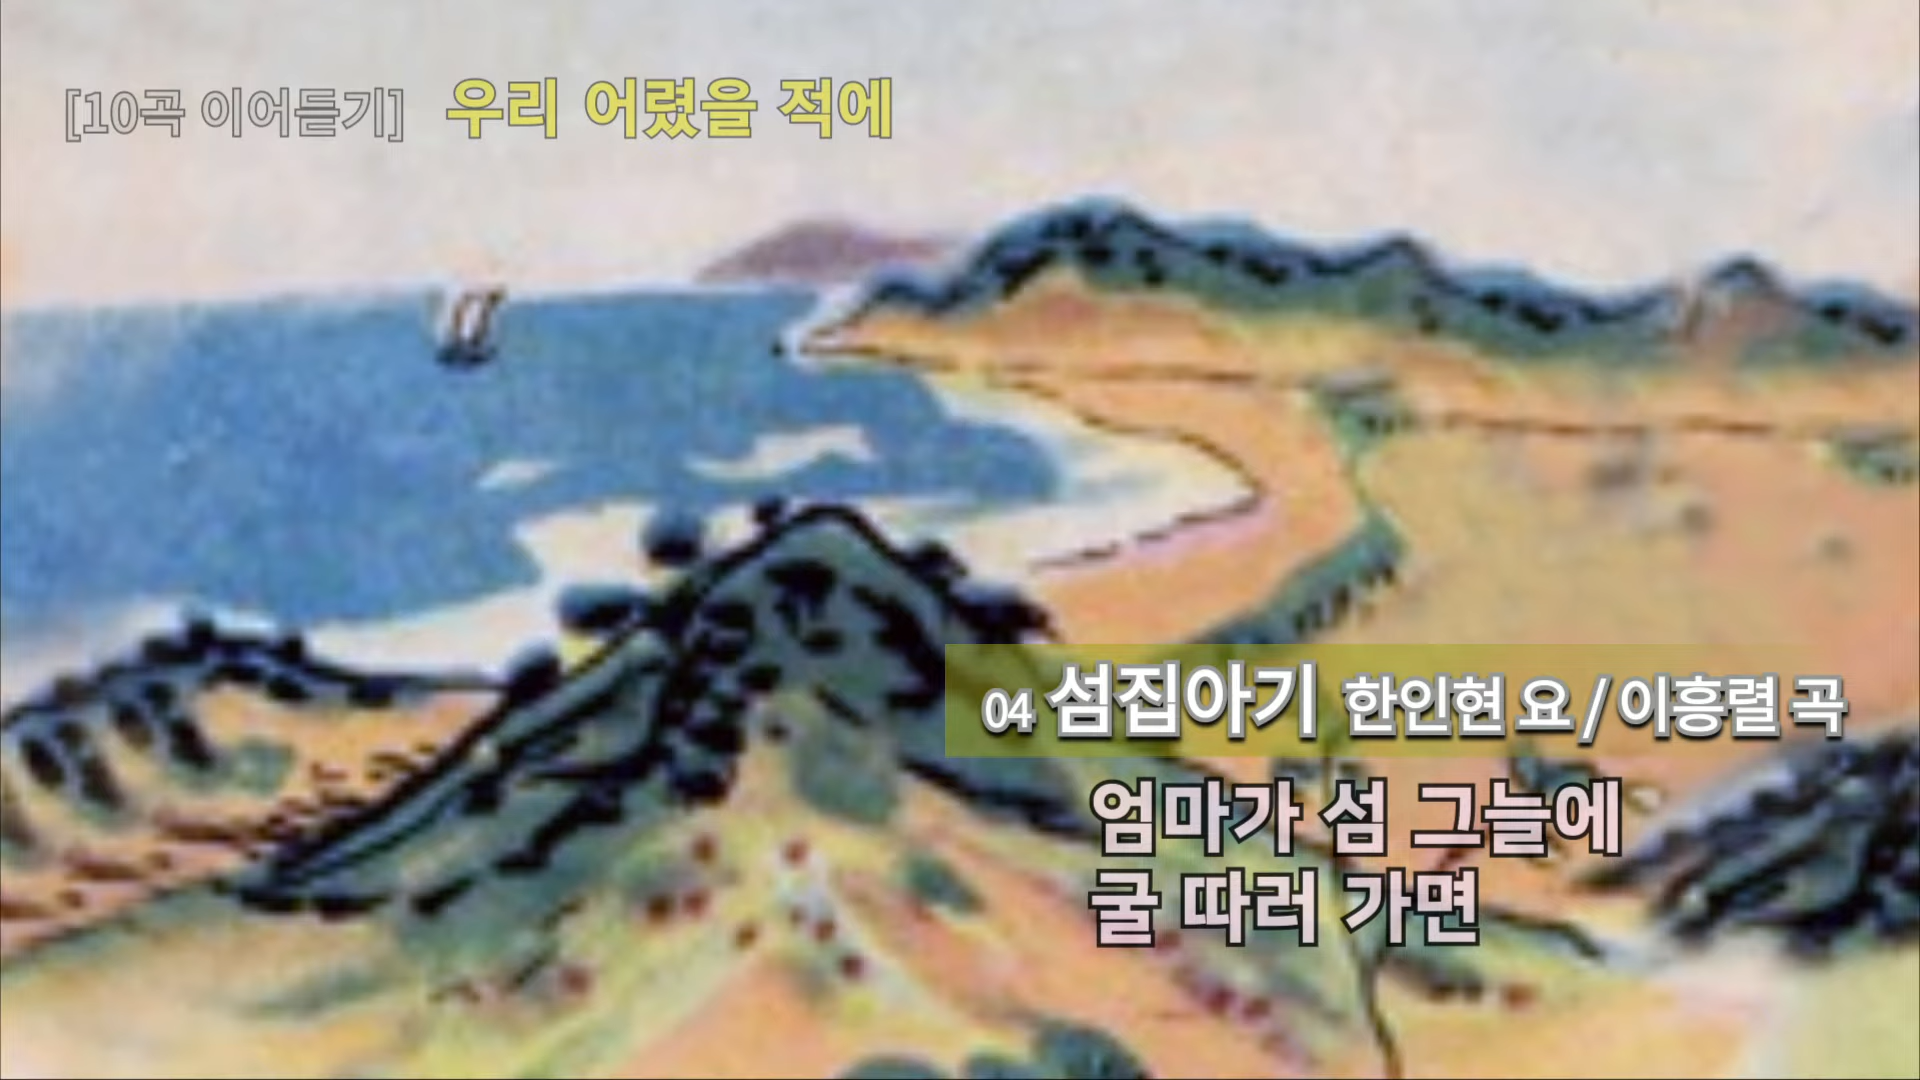 [10곡 이어듣기] 우리 어렸을 적에
04 섬집아기 한인현 요 / 이흥렬 곡
엄마가 섬 그늘에
굴 따러 가면